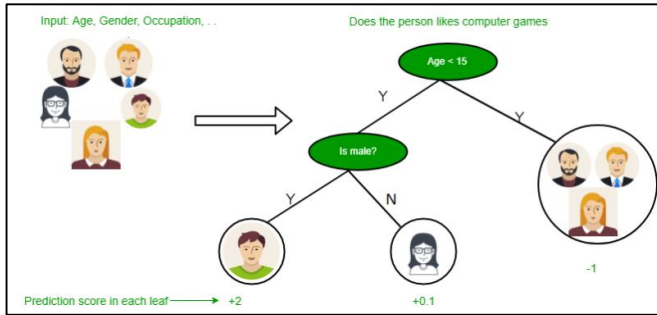 Input: Age, Gender, Occupation, . .
Does the person likes computer games
Age < 15
Y
Y
Is male?
Y
N
-1
Prediction score in each leaf
+2
+0.1